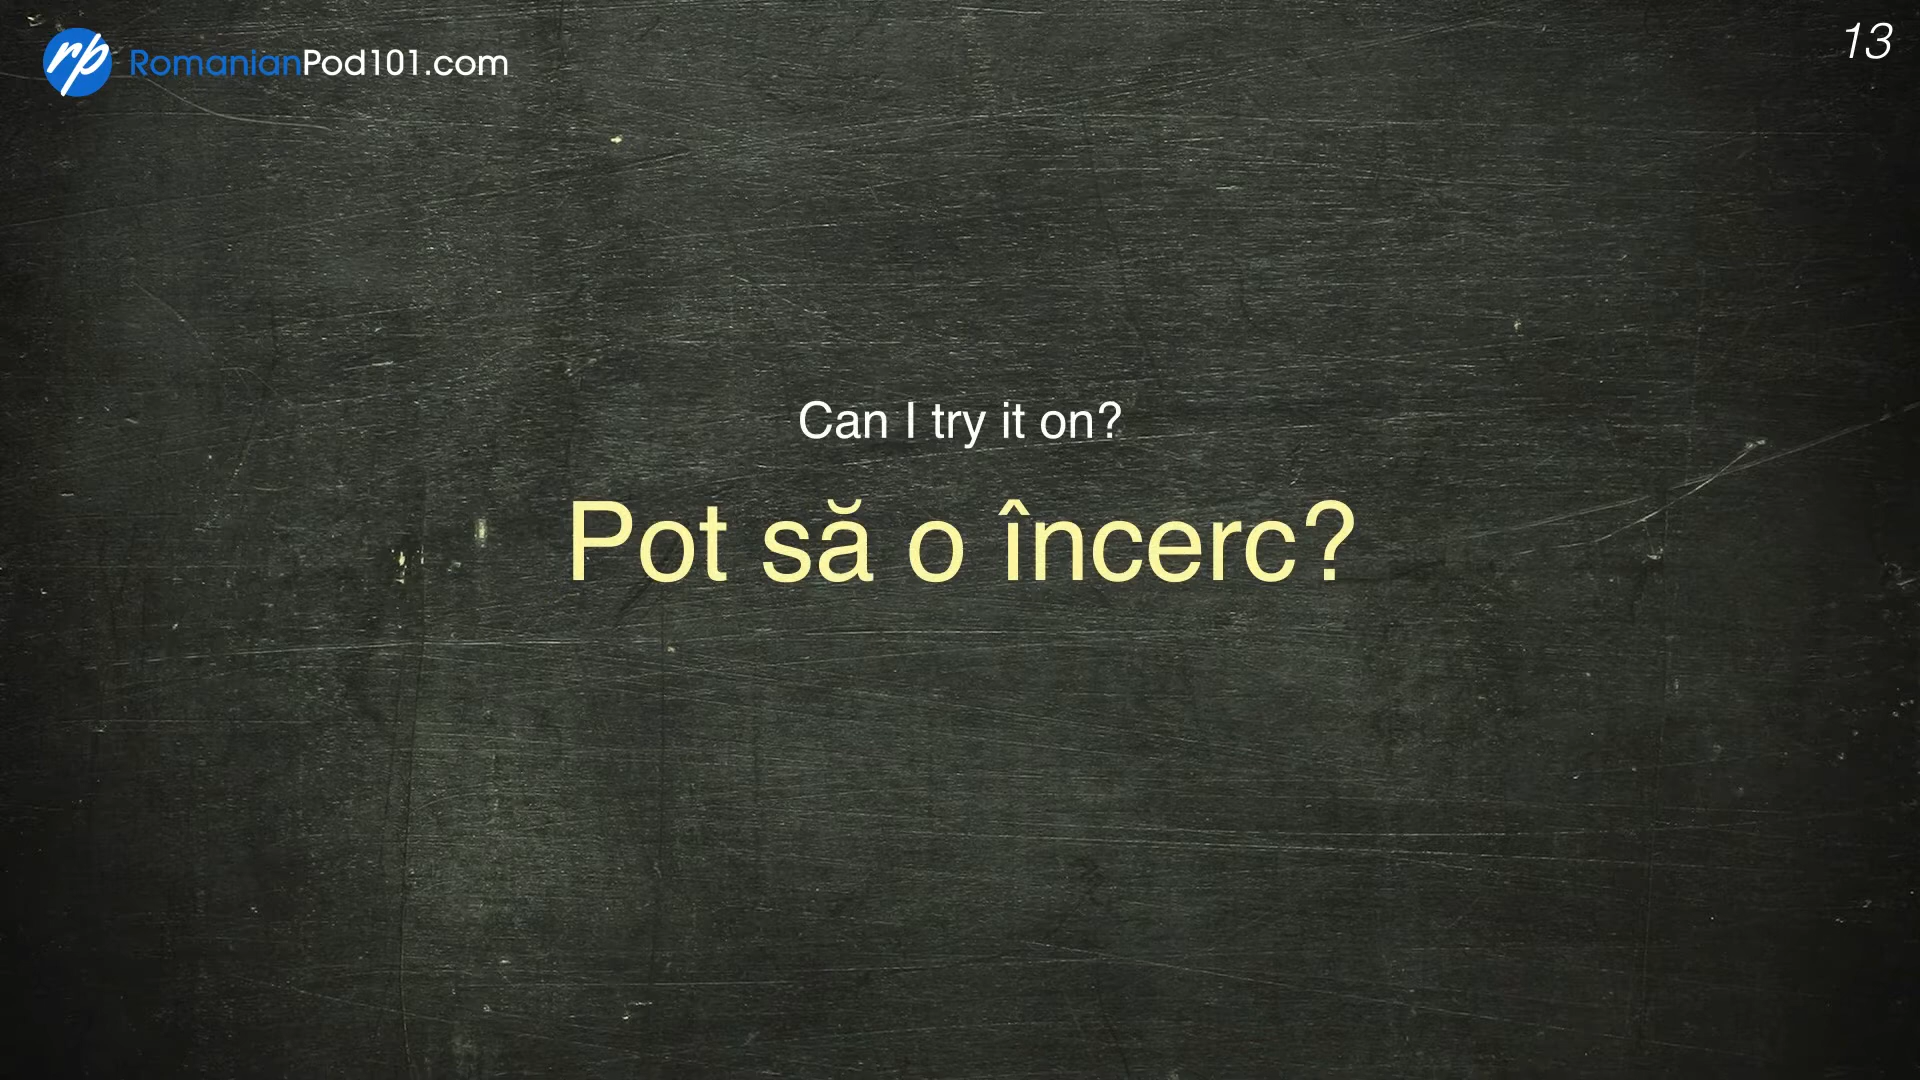 RomanianPod101.com
13
Can I try it on?
Pot să o încerc?